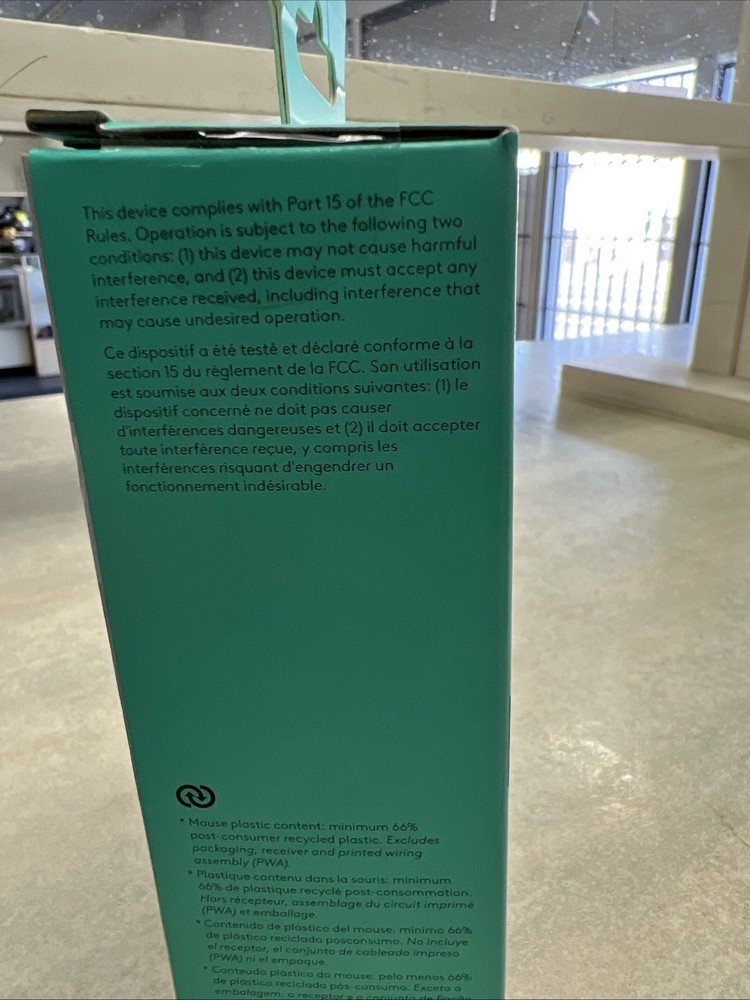 This device complies with Part 15 of the FCC
Rules. Operation is subject to the following two
conditions: (1) this device may not cause harmful
interference, and (2) this device must accept any
interference received, including interference that
may cause undesired operation.
Ce dispositif a été testé et déclaré conforme à la
section 15 du règlement de la FCC. Son utilisation
est soumise aux deux conditions suivantes: (1) le
dispositif concerné ne doit pas causer
d'interférences dangereuses et (2) il doit accepter
toute interférence reçue, y compris les
interférences risquant d'engendrer un
fonctionnement indésirable.
* Mouse plastic content: minimum 66%
post-consumer recycled plastic. Excludes
packaging, receiver and printed wiring
assembly (PWA).
* Plastique contenu dans la souris: minimum
66% de plastique recyclé post-consommation.
Hors récepteur, assemblage du circuit imprimé
(PWA) et emballage.
* Contenido de plástico del mouse: mínimo 66%
de plástico reciclado posconsumo. No incluye
el receptor, el conjunto de cableado impreso
(PWA) ni el empaque.
* Conteúdo plástico do mouse: pelo menos 66%
de plástico reciclada pós-consumo. Exceto a
embalagem, o receptor e o conjunto de fiação